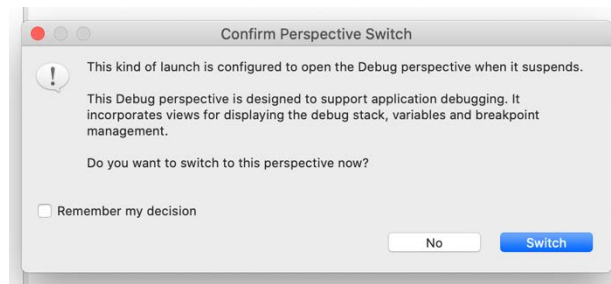 Confirm Perspective Switch
This kind of launch is configured to open the Debug perspective when it suspends.
This Debug perspective is designed to support application debugging. It
incorporates views for displaying the debug stack, variables and breakpoint
management.
Do you want to switch to this perspective now?
Remember my decision
No
Switch